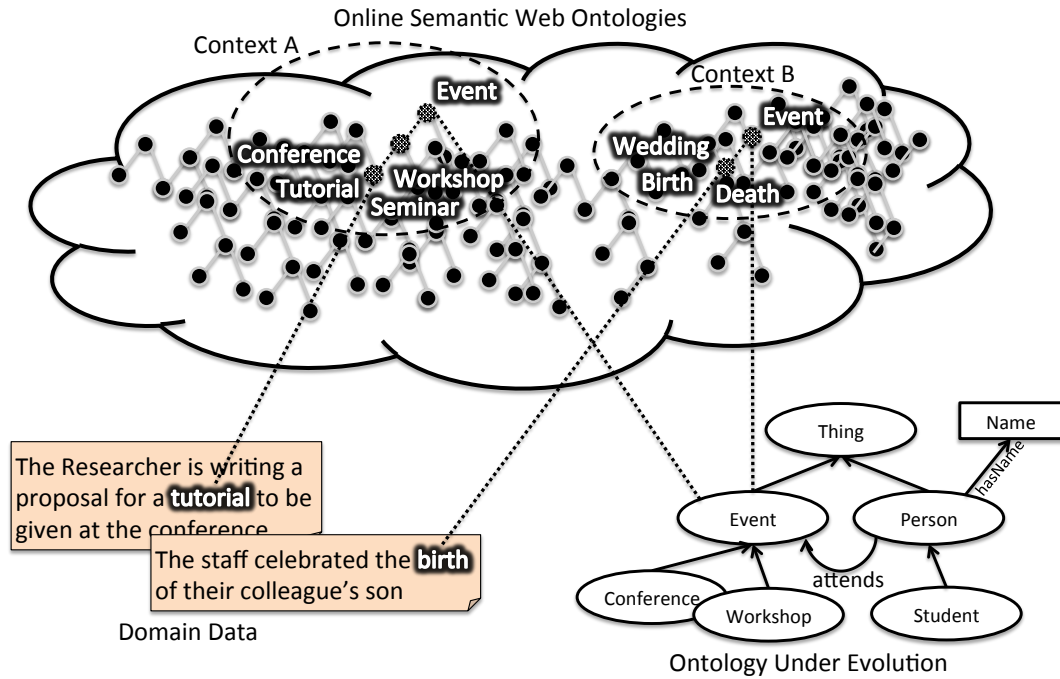 Online Semantic Web Ontologies
Context A
Context B
Event
Event
Conference
Wedding
Tutorial
Workshop
Birth
Seminar
Death
Name
Thing
hasName
The Researcher is writing a
proposal for a tutorial to be
given at the conference
The staff celebrated the birth
of their colleague's son
Event
Person
attends
Conference
Workshop
Student
Domain Data
Ontology Under Evolution